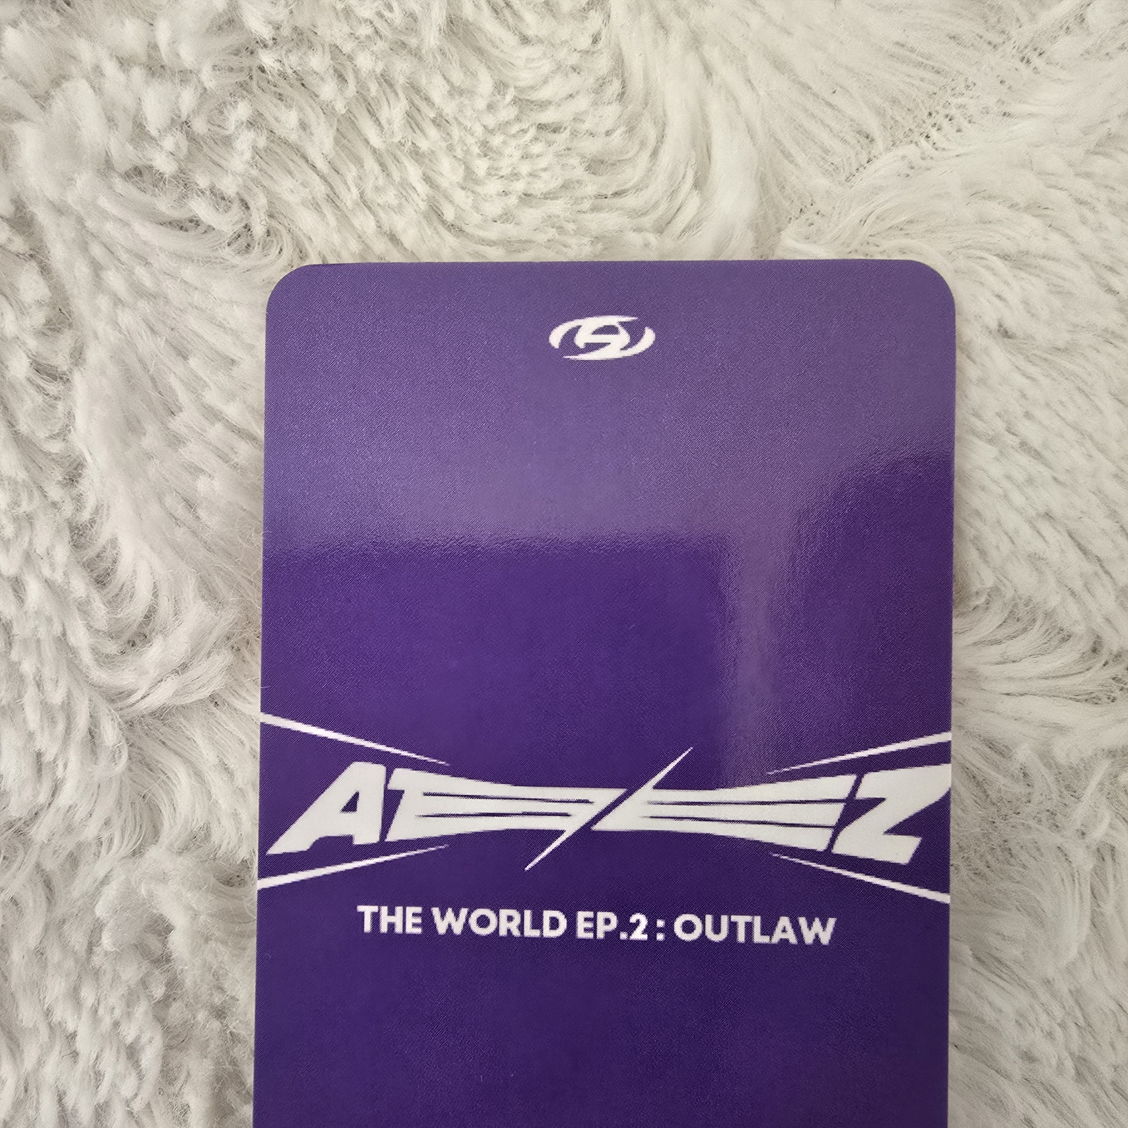 ATEEZ
THE WORLD EP.2 : OUTLAW